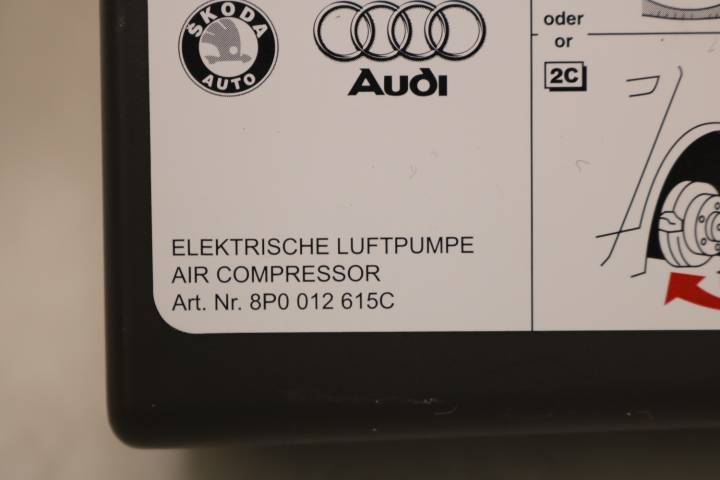 ŠKODA
AUTO
Audi
ELEKTRISCHE LUFTPUMPE
AIR COMPRESSOR
Art. Nr. 8P0 012 615C
oder
or
2C